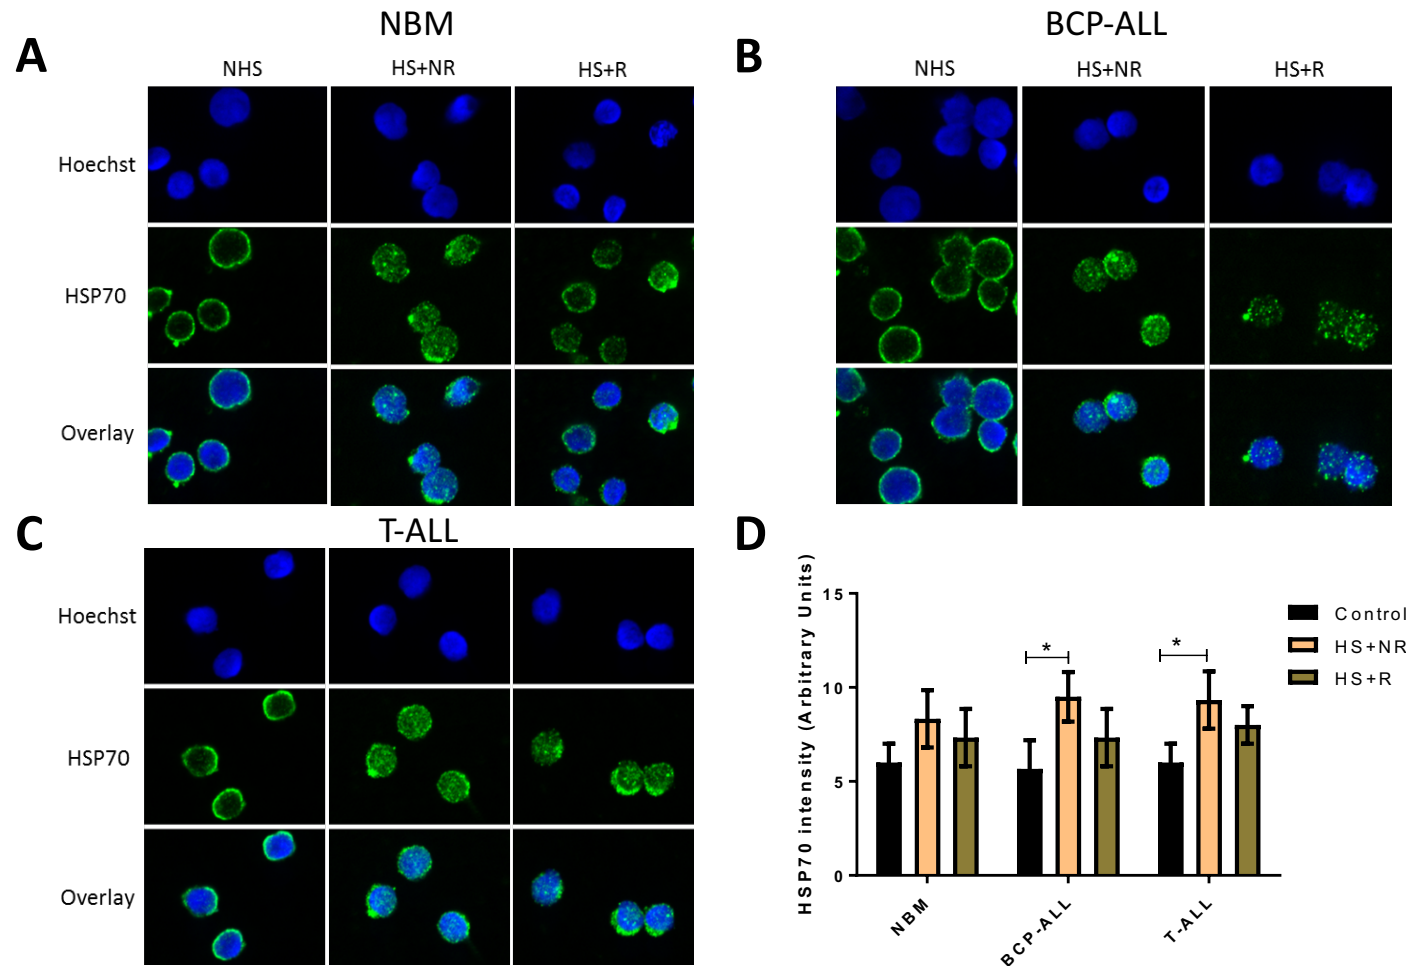 A
NBM
NHS
HS+NR
HS+R
Hoechst
HSP70
Overlay
B
BCP-ALL
NHS
HS+NR
HS+R
C
T-ALL
Hoechst
HSP70
Overlay
D
HSP70 intensity (Arbitrary Units)
15
10
5
0
*
*
NBM
BCP-ALL
T-ALL
Control
HS+NR
HS+R